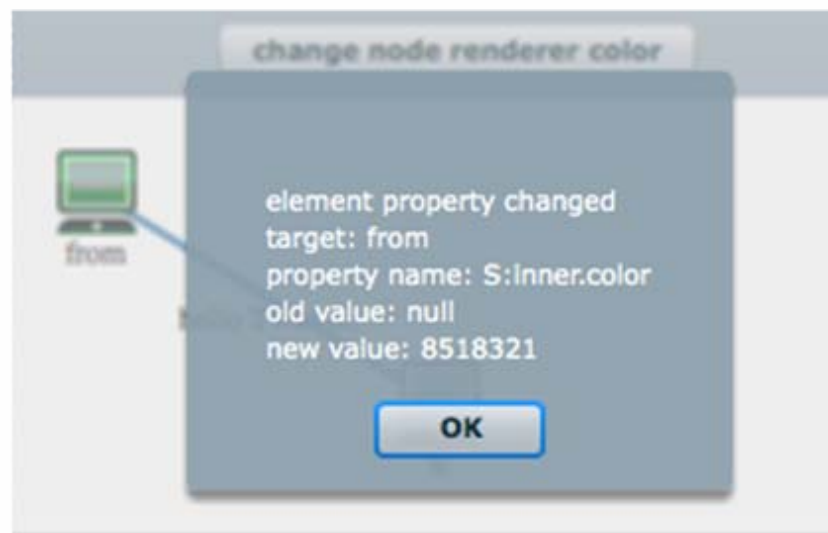 change node renderer color
element property changed
target: from
property name: S:inner.color
old value: null
new value: 8518321
from
OK